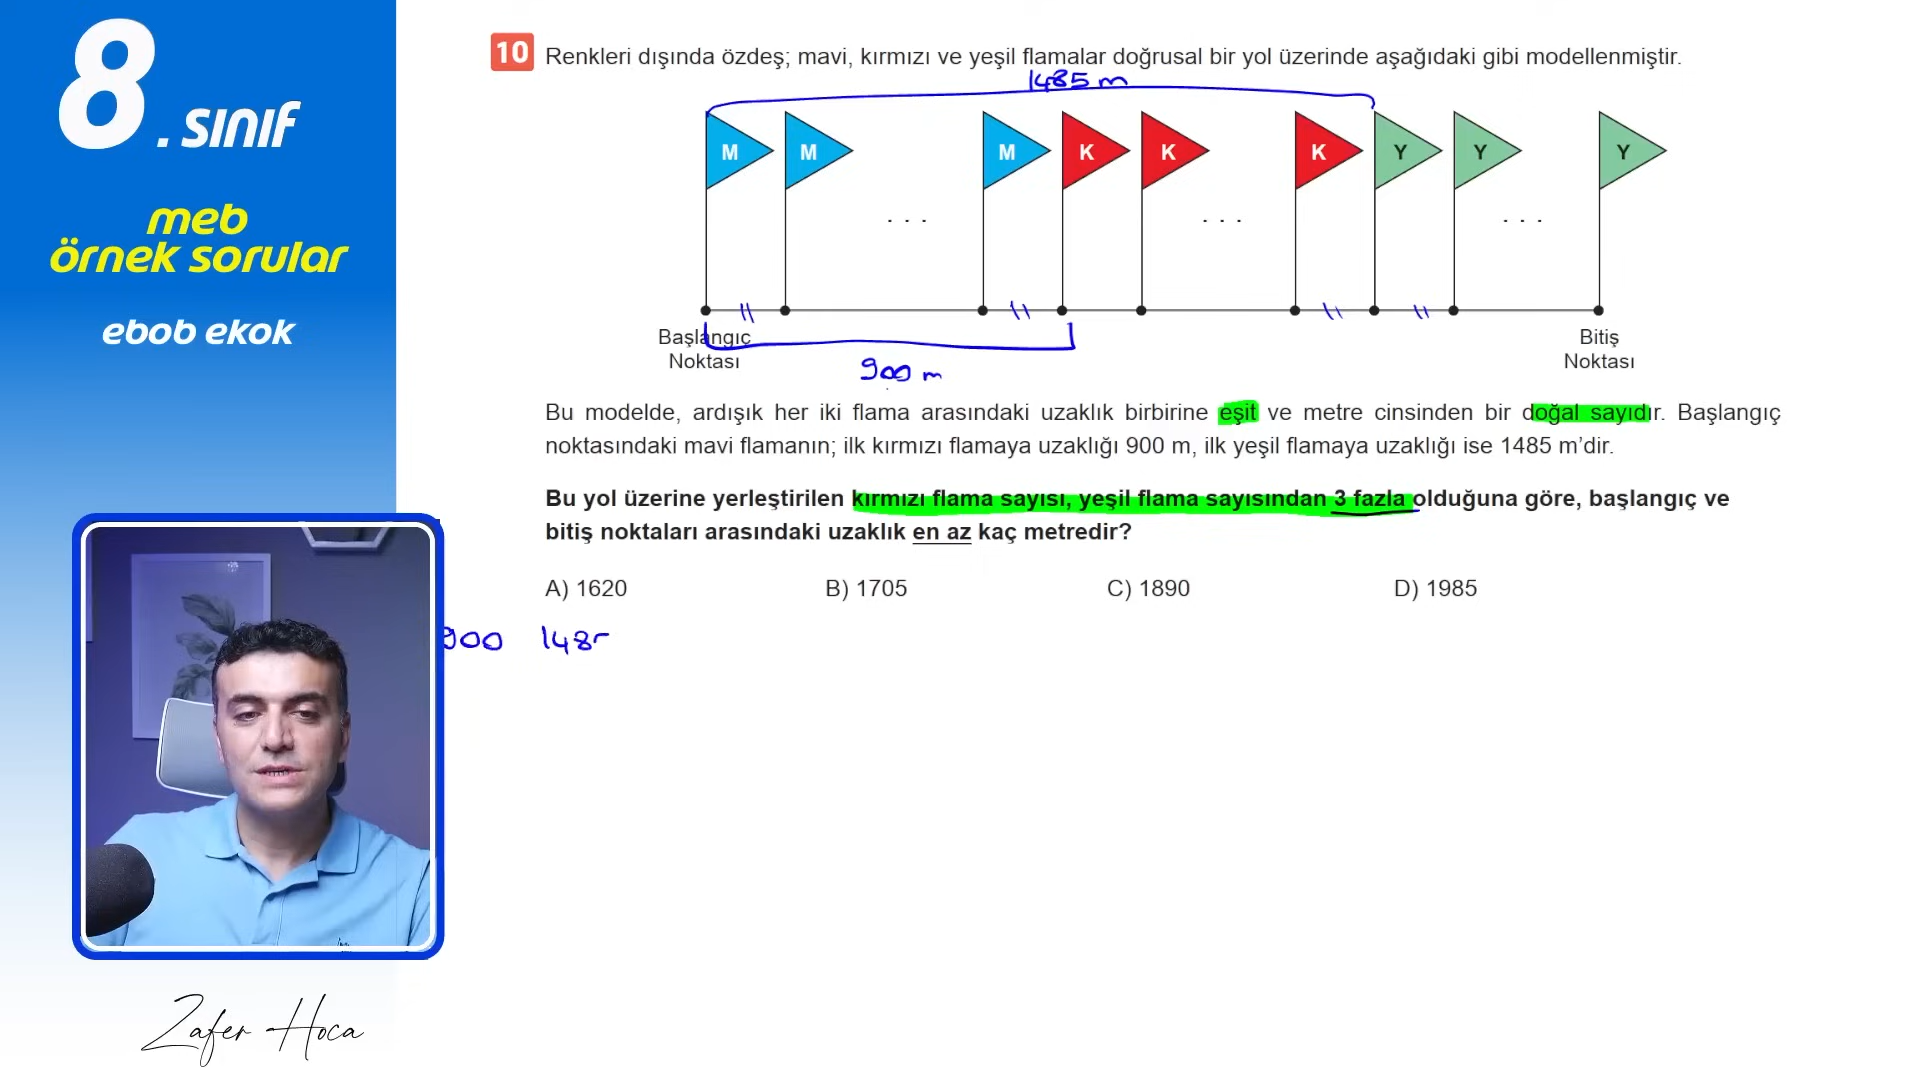 8. SINIF
meb
örnek sorular
ebob ekok
10 Renkleri dışında özdeş; mavi, kırmızı ve yeşil flamalar doğrusal bir yol üzerinde aşağıdaki gibi modellenmiştir.
1485 m
M M M K K K Y Y Y
. . . . . . . . .
Başlangıç
Noktası
Bitiş
Noktası
900 m
Bu modelde, ardışık her iki flama arasındaki uzaklık birbirine eşit ve metre cinsinden bir doğal sayıdır. Başlangıç
noktasındaki mavi flamanın; ilk kırmızı flamaya uzaklığı 900 m, ilk yeşil flamaya uzaklığı ise 1485 m’dir.
Bu yol üzerine yerleştirilen kırmızı flama sayısı, yeşil flama sayısından 3 fazla olduğuna göre, başlangıç ve
bitiş noktaları arasındaki uzaklık en az kaç metredir?
A) 1620 B) 1705 C) 1890 D) 1985
900 148
Zafer Hoca